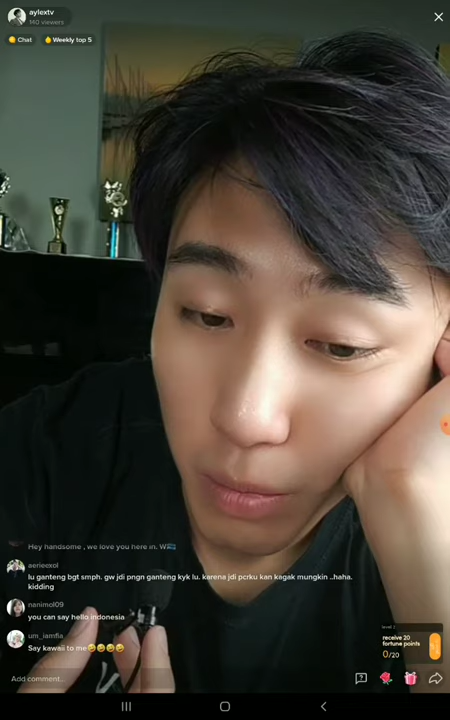 aylextv
140 viewers
Chat
Weekly top 5
Hey handsome , we love you here in. W
aerieexol
lu ganteng bgt smph. gw jdi pngn ganteng kyk lu. karena jdi pcrku kan kagak mungkin ..haha.
kidding
nanimol09
you can say hello indonesia
um_iamfia
Say kawaii to me🤣🤣🤣🤣
receive 20
fortune points
0/20
Add comment...